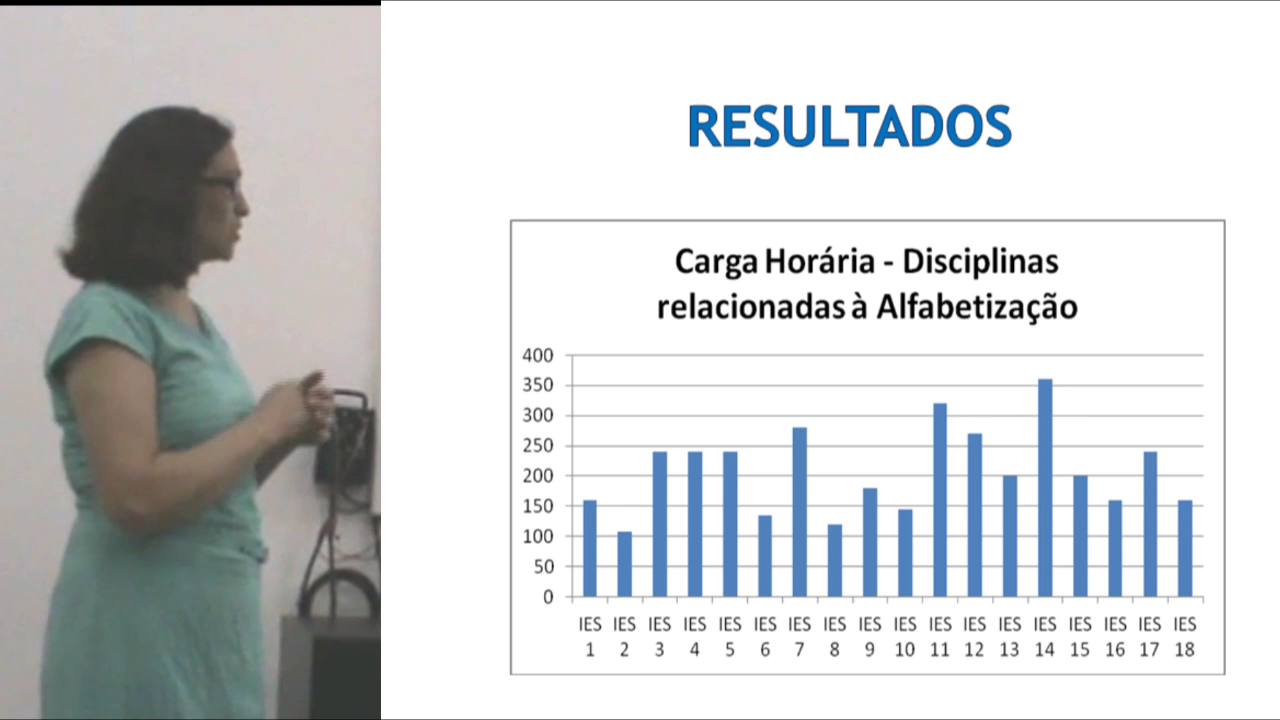 RESULTADOS
Carga Horária - Disciplinas
relacionadas à Alfabetização
400
350
300
250
200
150
100
50
0
IES IES IES IES IES IES IES IES IES IES IES IES IES IES IES IES IES IES
1 2 3 4 5 6 7 8 9 10 11 12 13 14 15 16 17 18